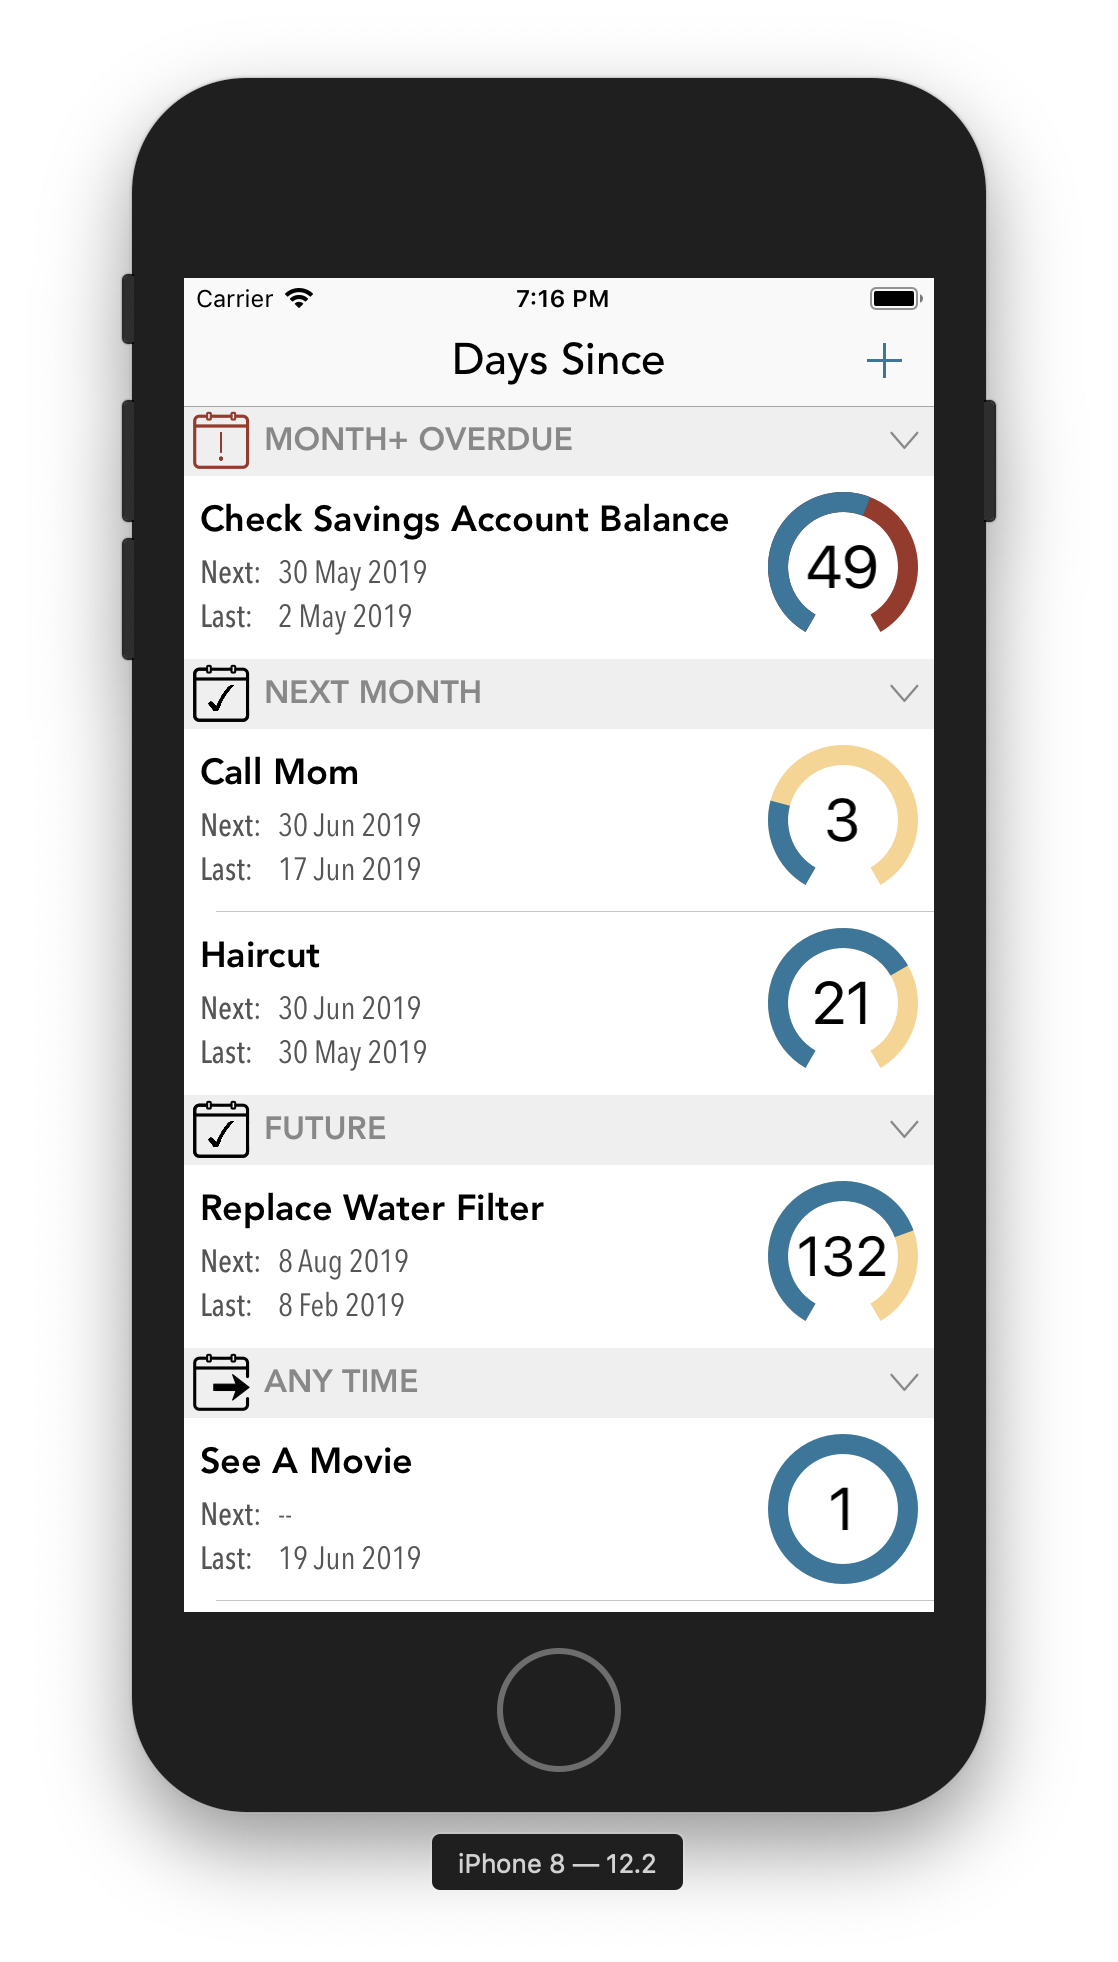 Carrier 7:16 PM
Days Since +
MONTH+ OVERDUE
Check Savings Account Balance
Next: 30 May 2019
Last: 2 May 2019
49
NEXT MONTH
Call Mom
Next: 30 Jun 2019
Last: 17 Jun 2019
3
Haircut
Next: 30 Jun 2019
Last: 30 May 2019
21
FUTURE
Replace Water Filter
Next: 8 Aug 2019
Last: 8 Feb 2019
132
ANY TIME
See A Movie
Next: --
Last: 19 Jun 2019
1
iPhone 8 — 12.2